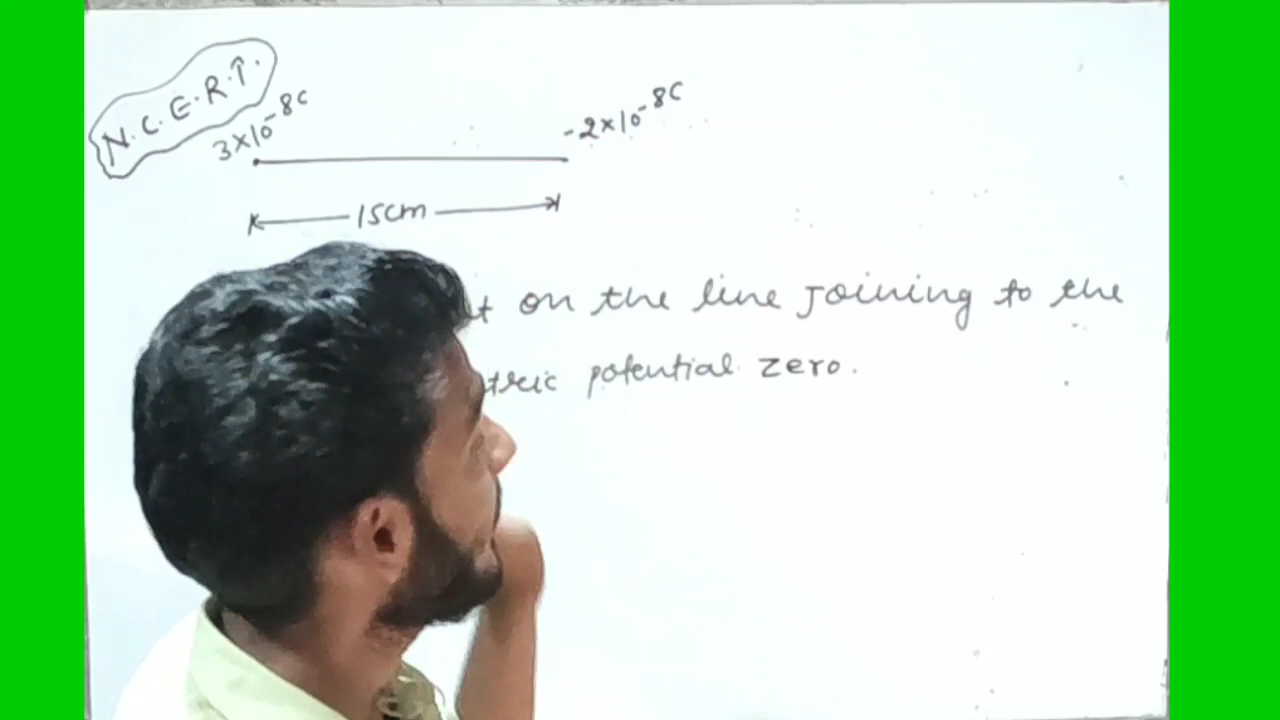 N.C.E.R.T.
3×10⁻⁸C
-2×10⁻⁸C
15cm
on the line Joining to the
potential zero.